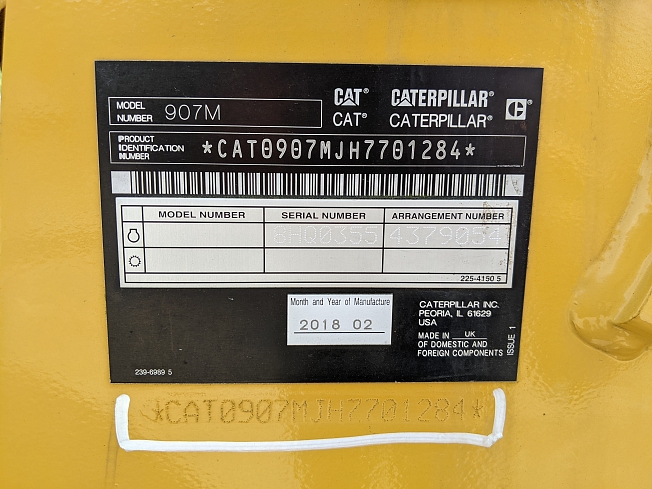 MODEL NUMBER 907M
CAT® CATERPILLAR®
CAT® CATERPILLAR®
C®
PRODUCT IDENTIFICATION NUMBER *CAT0907MJH7701284*
MODEL NUMBER SERIAL NUMBER ARRANGEMENT NUMBER
8HQ0355 4379054
225-4150 5
Month and Year of Manufacture
2018 02
CATERPILLAR INC.
PEORIA, IL 61629
USA
MADE IN UK
OF DOMESTIC AND
FOREIGN COMPONENTS
ISSUE 1
239-6989 5
*CAT0907MJH7701284*